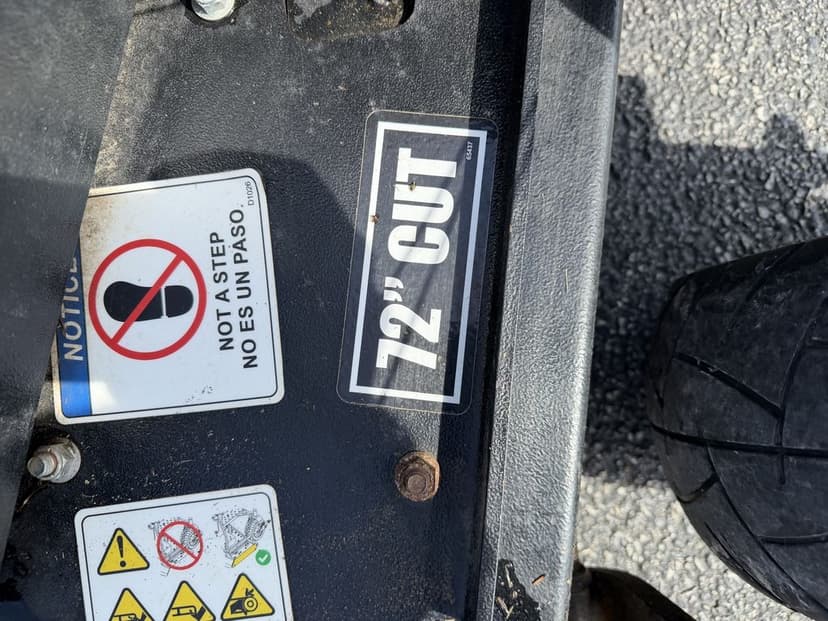 NOTICE
NOT A STEP
NO ES UN PASO.
D1026
72” CUT
65437